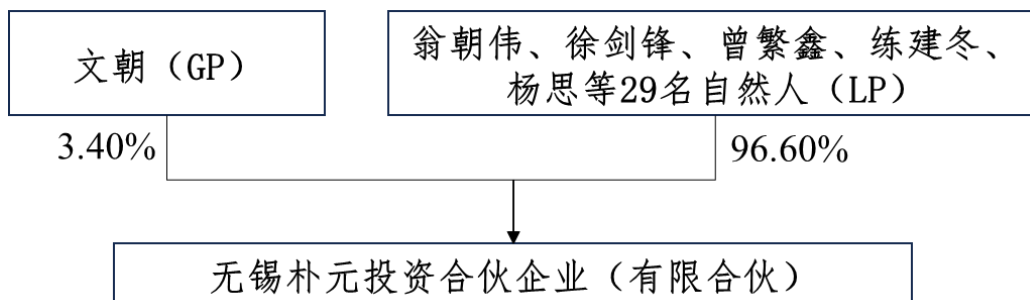 文朝（GP）
翁朝伟、徐剑锋、曾繁鑫、练建冬、
杨思等29名自然人（LP）
3.40%
96.60%
无锡朴元投资合伙企业（有限合伙）